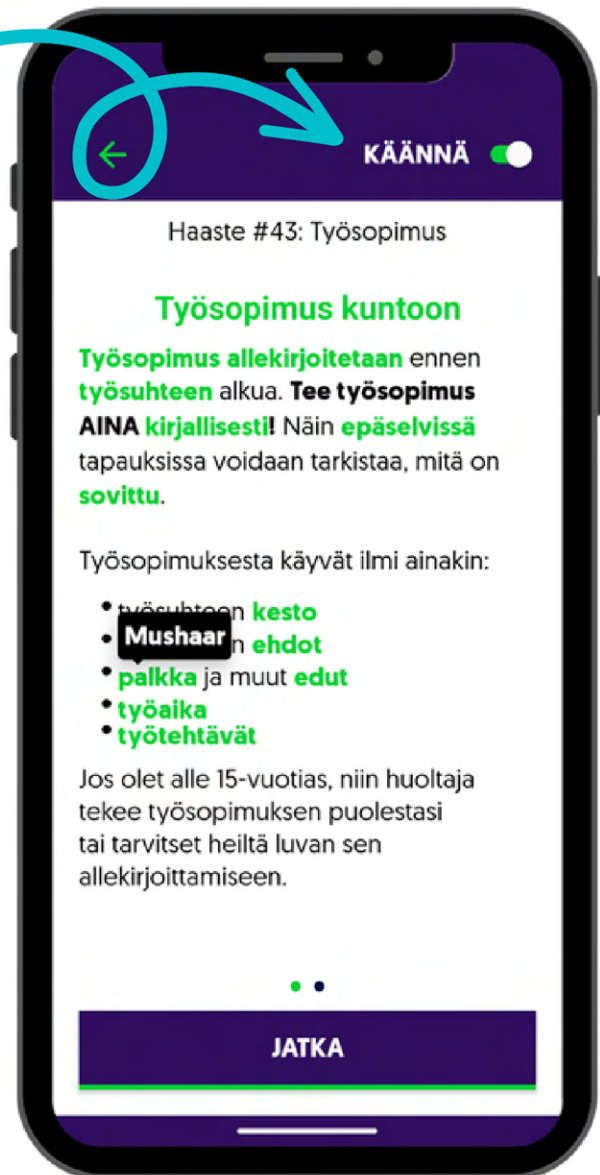 KÄÄNNÄ
Haaste #43: Työsopimus
Työsopimus kuntoon
Työsopimus allekirjoitetaan ennen
työsuhteen alkua. Tee työsopimus
AINA kirjallisesti! Näin epäselvissä
tapauksissa voidaan tarkistaa, mitä on
sovittu.
Työsopimuksesta käyvät ilmi ainakin:
• työsuhteen kesto
Mushaar
• n ehdot
• palkka ja muut edut
• työaika
• työtehtävät
Jos olet alle 15-vuotias, niin huoltaja
tekee työsopimuksen puolestasi
tai tarvitset heiltä luvan sen
allekirjoittamiseen.
JATKA